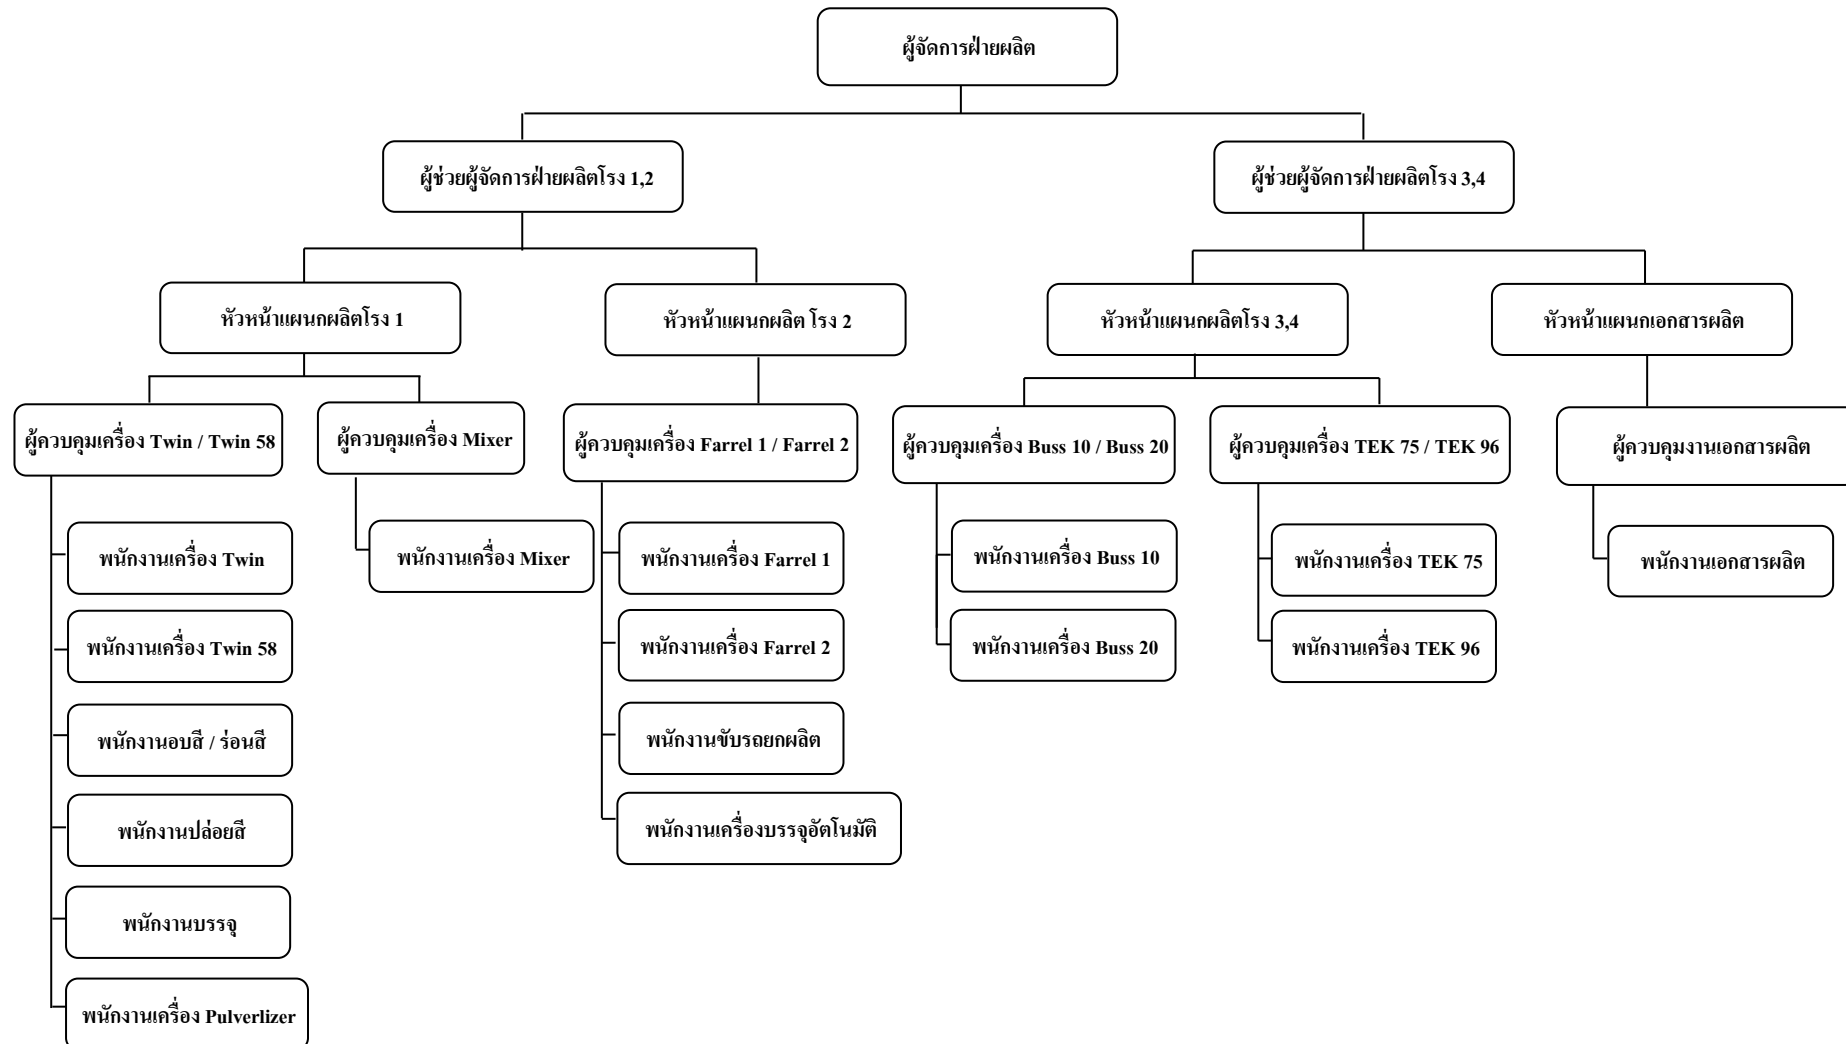 ผู้จัดการฝ่ายผลิต
ผู้ช่วยผู้จัดการฝ่ายผลิตโรง 1,2
ผู้ช่วยผู้จัดการฝ่ายผลิตโรง 3,4
หัวหน้าแผนกผลิตโรง 1
หัวหน้าแผนกผลิต โรง 2
หัวหน้าแผนกผลิตโรง 3,4
หัวหน้าแผนกเอกสารผลิต
ผู้ควบคุมเครื่อง Twin / Twin 58
ผู้ควบคุมเครื่อง Mixer
ผู้ควบคุมเครื่อง Farrel 1 / Farrel 2
ผู้ควบคุมเครื่อง Buss 10 / Buss 20
ผู้ควบคุมเครื่อง TEK 75 / TEK 96
ผู้ควบคุมงานเอกสารผลิต
พนักงานเครื่อง Twin
พนักงานเครื่อง Mixer
พนักงานเครื่อง Farrel 1
พนักงานเครื่อง Buss 10
พนักงานเครื่อง TEK 75
พนักงานเอกสารผลิต
พนักงานเครื่อง Twin 58
พนักงานเครื่อง Farrel 2
พนักงานเครื่อง Buss 20
พนักงานเครื่อง TEK 96
พนักงานอบสี / ร่อนสี
พนักงานขับรถยกผลิต
พนักงานปล่อยสี
พนักงานเครื่องบรรจุอัตโนมัติ
พนักงานบรรจุ
พนักงานเครื่อง Pulverlizer